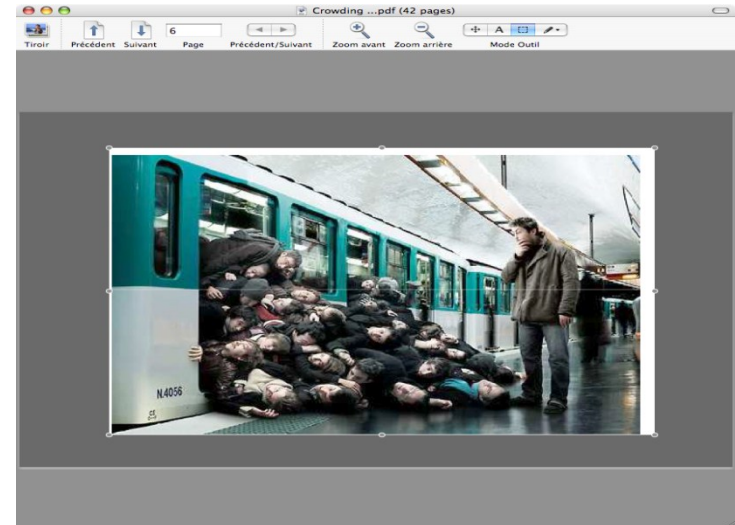 Crowding ...pdf (42 pages)
6
A
Tiroir Précédent Suivant Page Précédent/Suivant Zoom avant Zoom arrière Mode Outil
N.4056